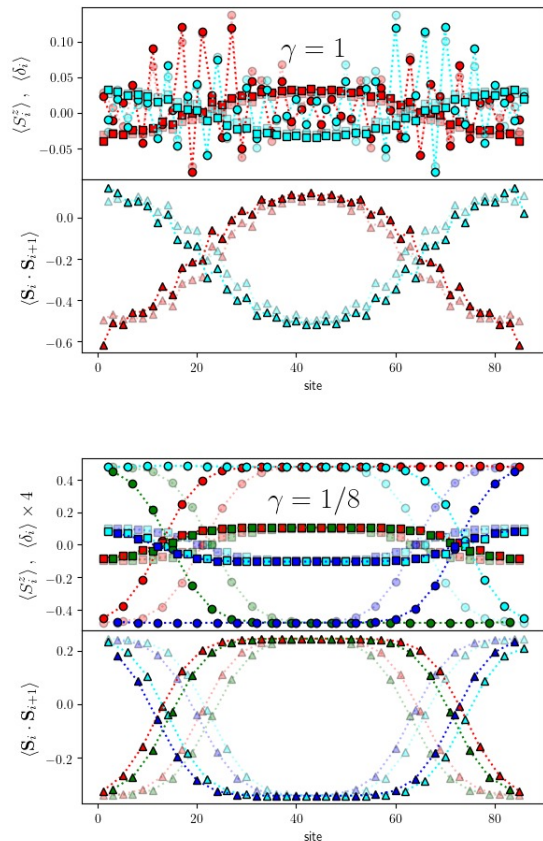 0.10
0.05
0.00
−0.05
⟨S_i^z⟩ , ⟨δ_i⟩
γ = 1
0.0
−0.2
−0.4
−0.6
⟨𝐒_i · 𝐒_{i+1}⟩
0 20 40 60 80
site
0.4
0.2
0.0
−0.2
−0.4
⟨S_i^z⟩ , ⟨δ_i⟩ × 4
γ = 1/8
0.2
0.0
−0.2
⟨𝐒_i · 𝐒_{i+1}⟩
0 20 40 60 80
site